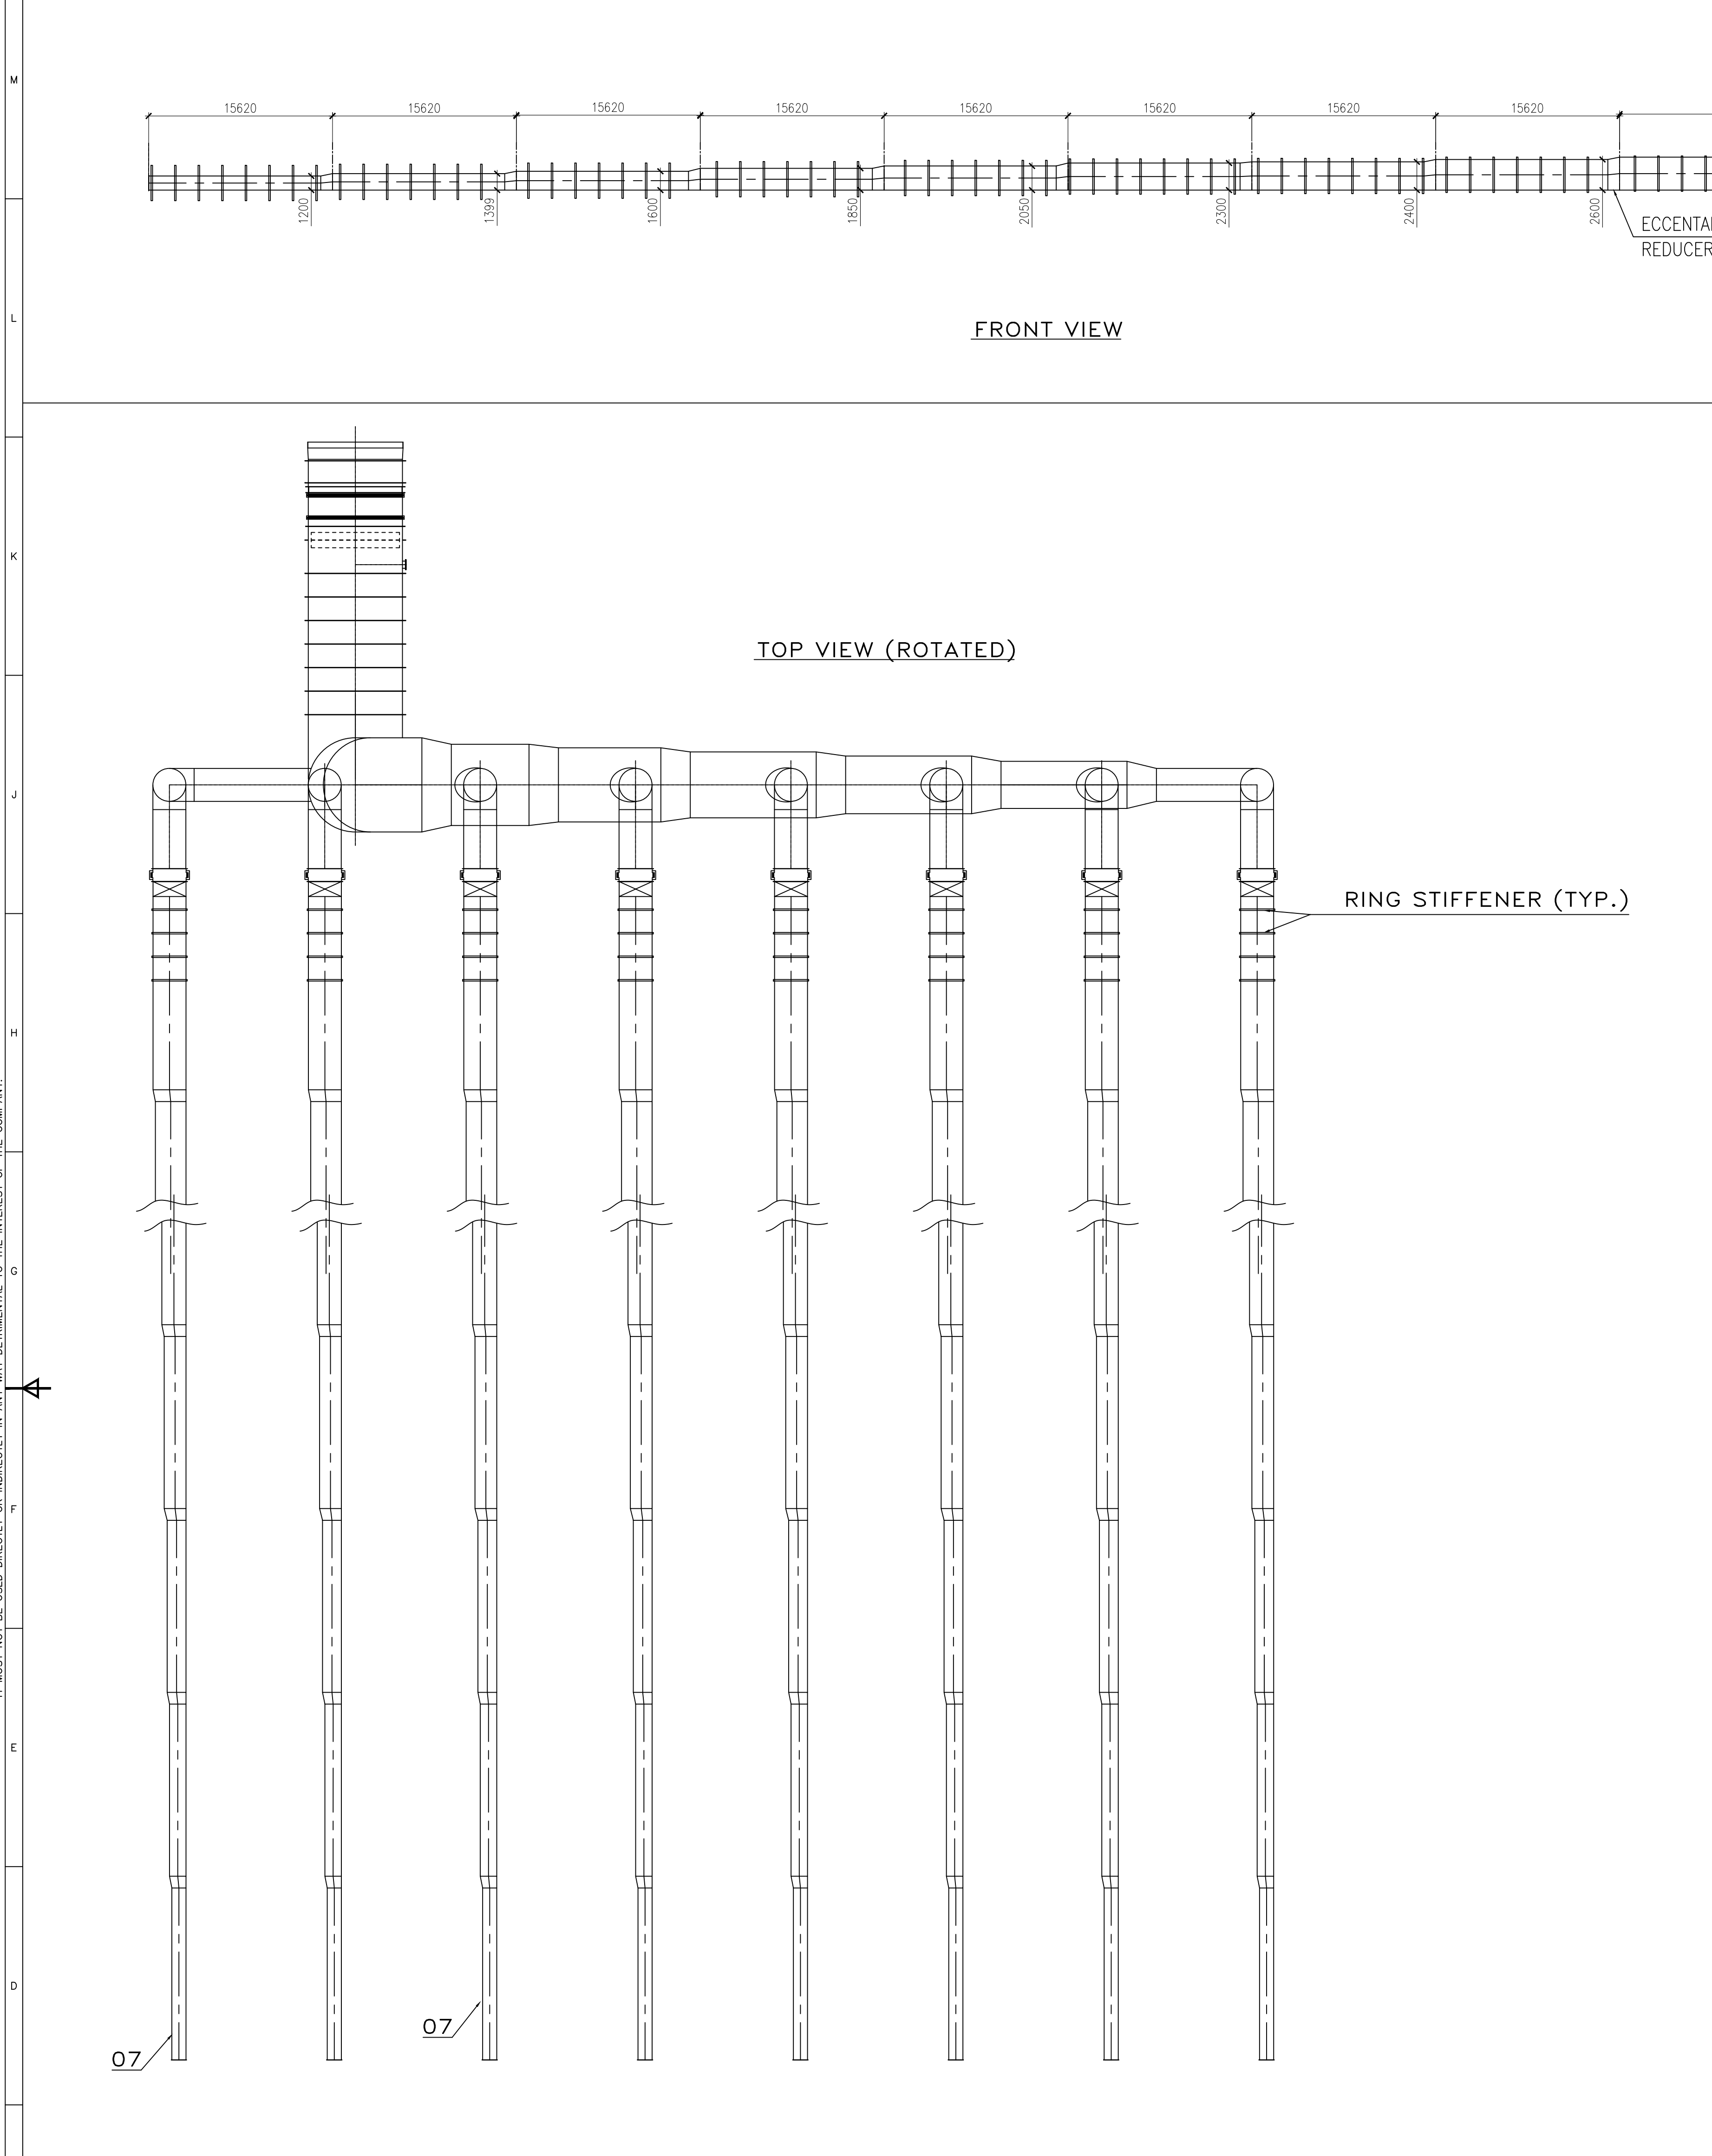 M
15620 15620 15620 15620 15620 15620 15620 15620
1200 1399 1600 1850 2050 2300 2400 2600
ECCENTA
REDUCER
L
FRONT VIEW
K
TOP VIEW (ROTATED)
J
RING STIFFENER (TYP.)
H
G
F
E
D
07
07